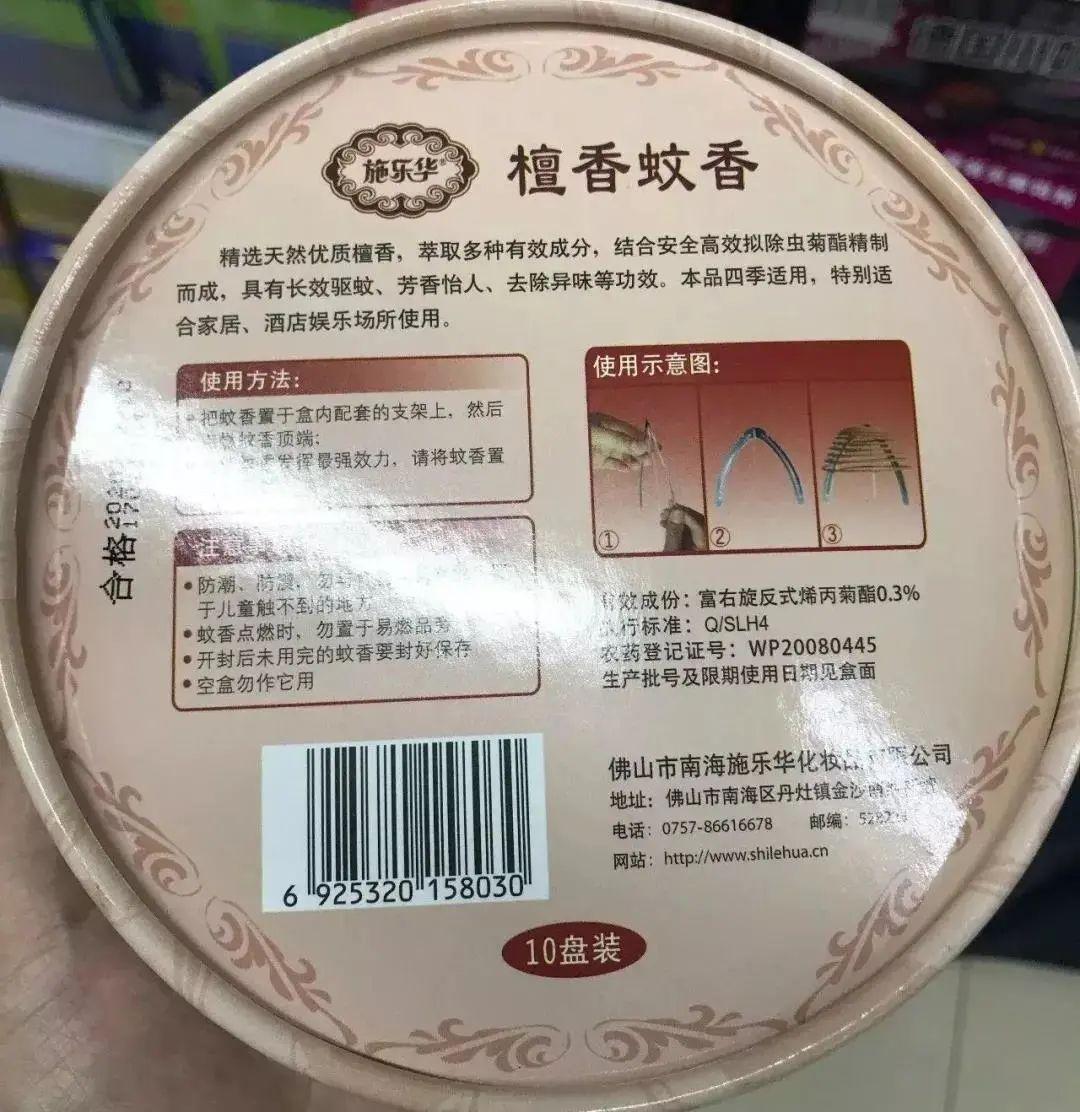 施乐华®
檀香蚊香
精选天然优质檀香，萃取多种有效成分，结合安全高效拟除虫菊酯精制
而成，具有长效驱蚊、芳香怡人、去除异味等功效。本品四季适用，特别适
合家居、酒店娱乐场所使用。
使用方法：
•把蚊香置于盒内配套的支架上，然后
蚊香顶端；
发挥最强效力，请将蚊香置
注意
•防潮、防
于儿童触不到的地方
•蚊香点燃时，勿置于易燃品旁
•开封后未用完的蚊香要封好保存
•空盒勿作它用
使用示意图：
① ② ③
有效成份：富右旋反式烯丙菊酯0.3%
执行标准：Q/SLH4
农药登记证号：WP20080445
生产批号及限期使用日期见盒面
佛山市南海施乐华化妆品有限公司
地址：佛山市南海区丹灶镇金沙
电话：0757-86616678 邮编：
网站：http://www.shilehua.cn
合格
6 925320 158030
10盘装